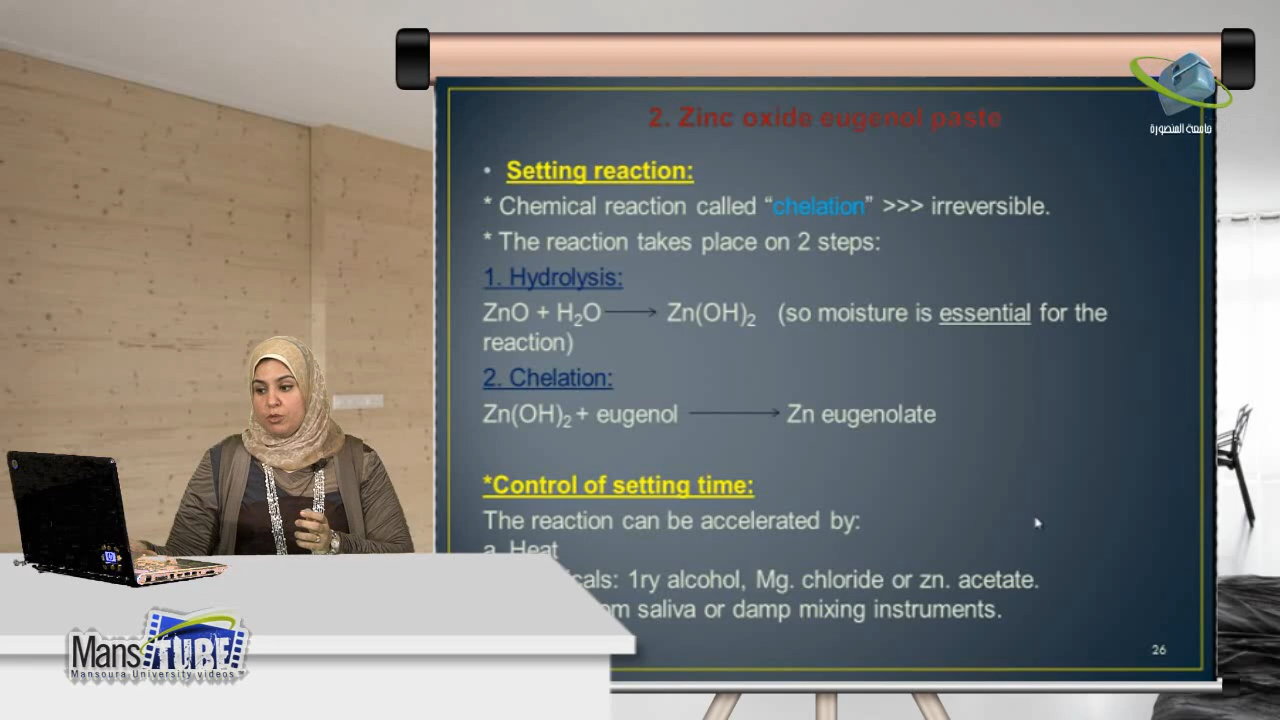 2. Zinc oxide eugenol paste
جامعة المنصورة
• Setting reaction:
* Chemical reaction called “chelation” >>> irreversible.
* The reaction takes place on 2 steps:
1. Hydrolysis:
ZnO + H₂O ⟶ Zn(OH)₂ (so moisture is essential for the
reaction)
2. Chelation:
Zn(OH)₂ + eugenol ⟶ Zn eugenolate
*Control of setting time:
The reaction can be accelerated by:
a. Heat
cals: 1ry alcohol, Mg. chloride or zn. acetate.
om saliva or damp mixing instruments.
26
Mans TUBE
Mansoura University videos